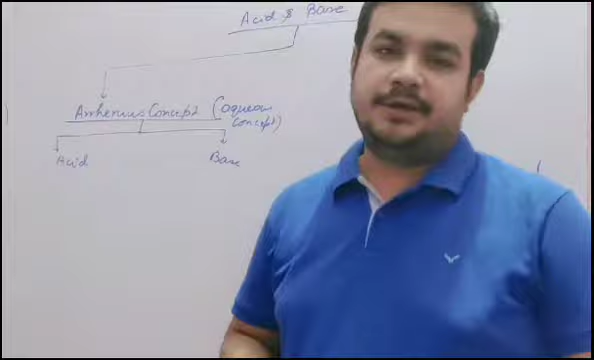 Acid & Base
Arrhenius Concept (aqueous
concept)
Acid
Base